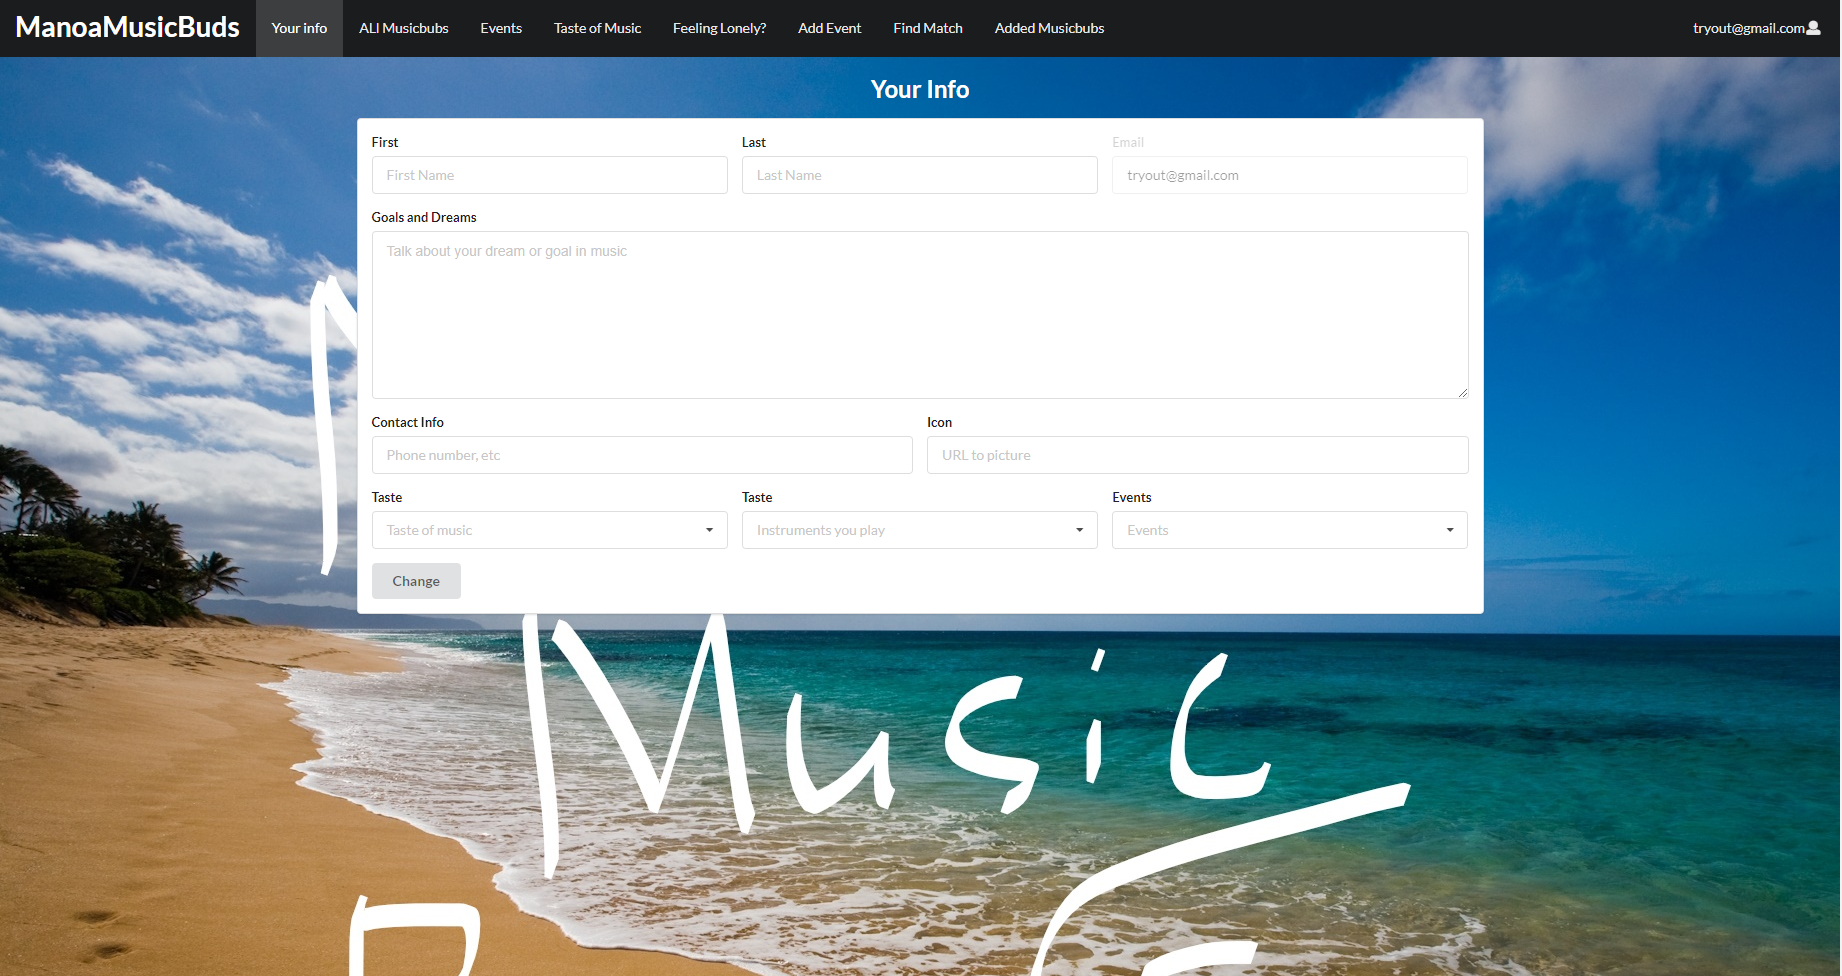 ManoaMusicBuds Your info ALl Musicbubs Events Taste of Music Feeling Lonely? Add Event Find Match Added Musicbubs tryout@gmail.com
Your Info
First Last Email
First Name Last Name tryout@gmail.com
Goals and Dreams
Talk about your dream or goal in music
Contact Info Icon
Phone number, etc URL to picture
Taste Taste Events
Taste of music Instruments you play Events
Change
Music